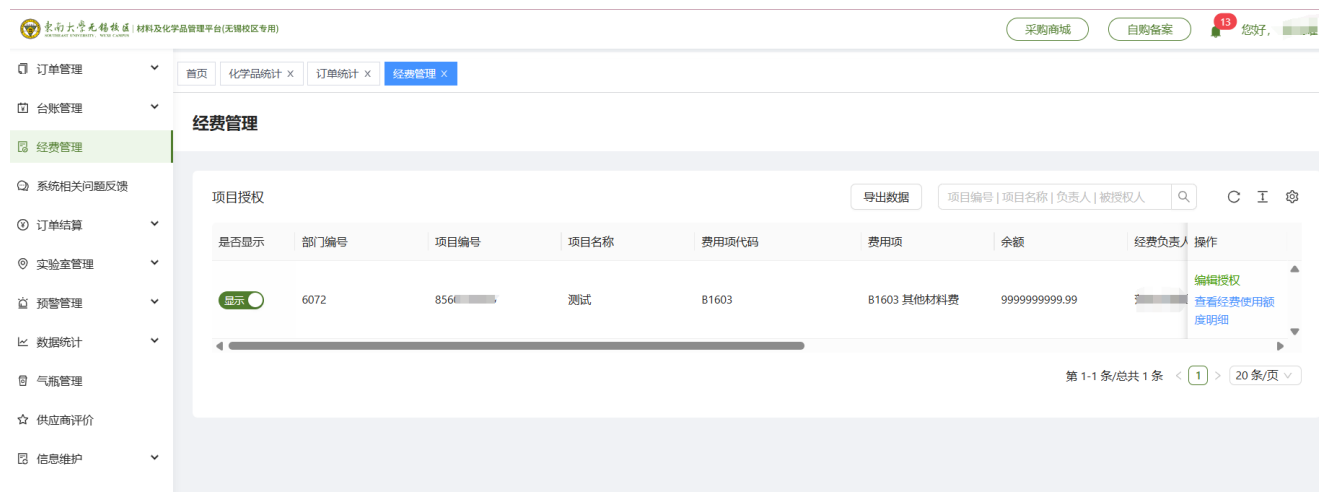 東南大學无锡校區 | 材料及化学品管理平台(无锡校区专用)
SOUTHEAST UNIVERSITY, WUXI CAMPUS
采购商城
自购备案
13
您好,
订单管理
台账管理
经费管理
系统相关问题反馈
订单结算
实验室管理
预警管理
数据统计
气瓶管理
供应商评价
信息维护
首页 化学品统计 X 订单统计 X 经费管理 X
经费管理
项目授权
导出数据
项目编号 | 项目名称 | 负责人 | 被授权人
是否显示 部门编号 项目编号 项目名称 费用项代码 费用项 余额 经费负责人 操作
显示 6072 856 测试 B1603 B1603 其他材料费 9999999999.99
编辑授权
查看经费使用额
度明细
第 1-1 条/总共 1 条 < 1 > 20 条/页